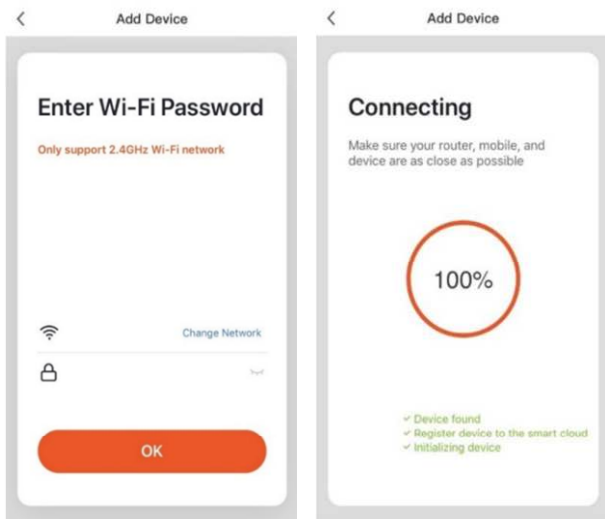 Add Device
Enter Wi-Fi Password
Only support 2.4GHz Wi-Fi network
Change Network
OK
Add Device
Connecting
Make sure your router, mobile, and
device are as close as possible
100%
✓ Device found
✓ Register device to the smart cloud
✓ Initializing device